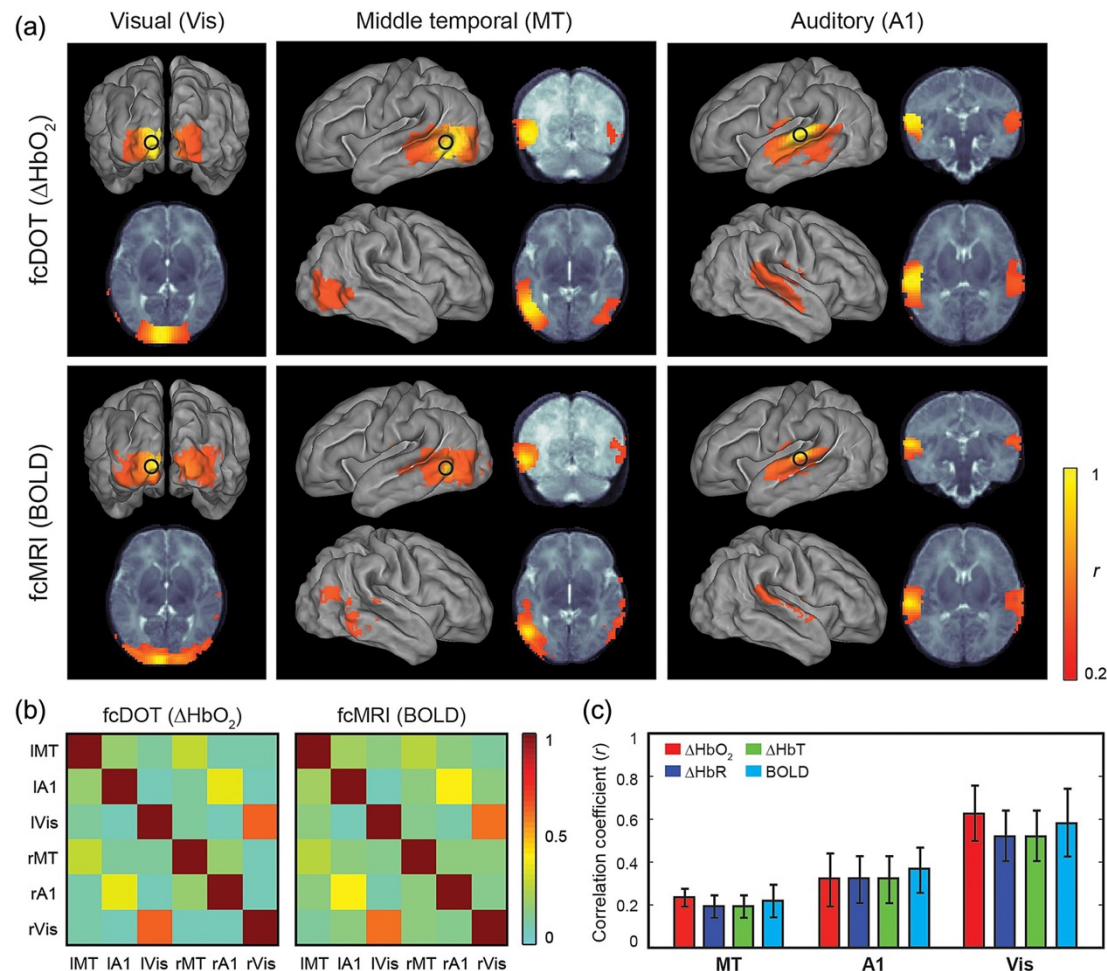 (a)
Visual (Vis)
Middle temporal (MT)
Auditory (A1)
fcDOT (ΔHbO₂)
fcMRI (BOLD)
1
r
0.2
(b)
fcDOT (ΔHbO₂)
fcMRI (BOLD)
lMT
lA1
lVis
rMT
rA1
rVis
lMT lA1 lVis rMT rA1 rVis
lMT lA1 lVis rMT rA1 rVis
1
0.5
0
(c)
Correlation coefficient (r)
1
0.8
0.6
0.4
0.2
0
ΔHbO₂ ΔHbT
ΔHbR BOLD
MT A1 Vis